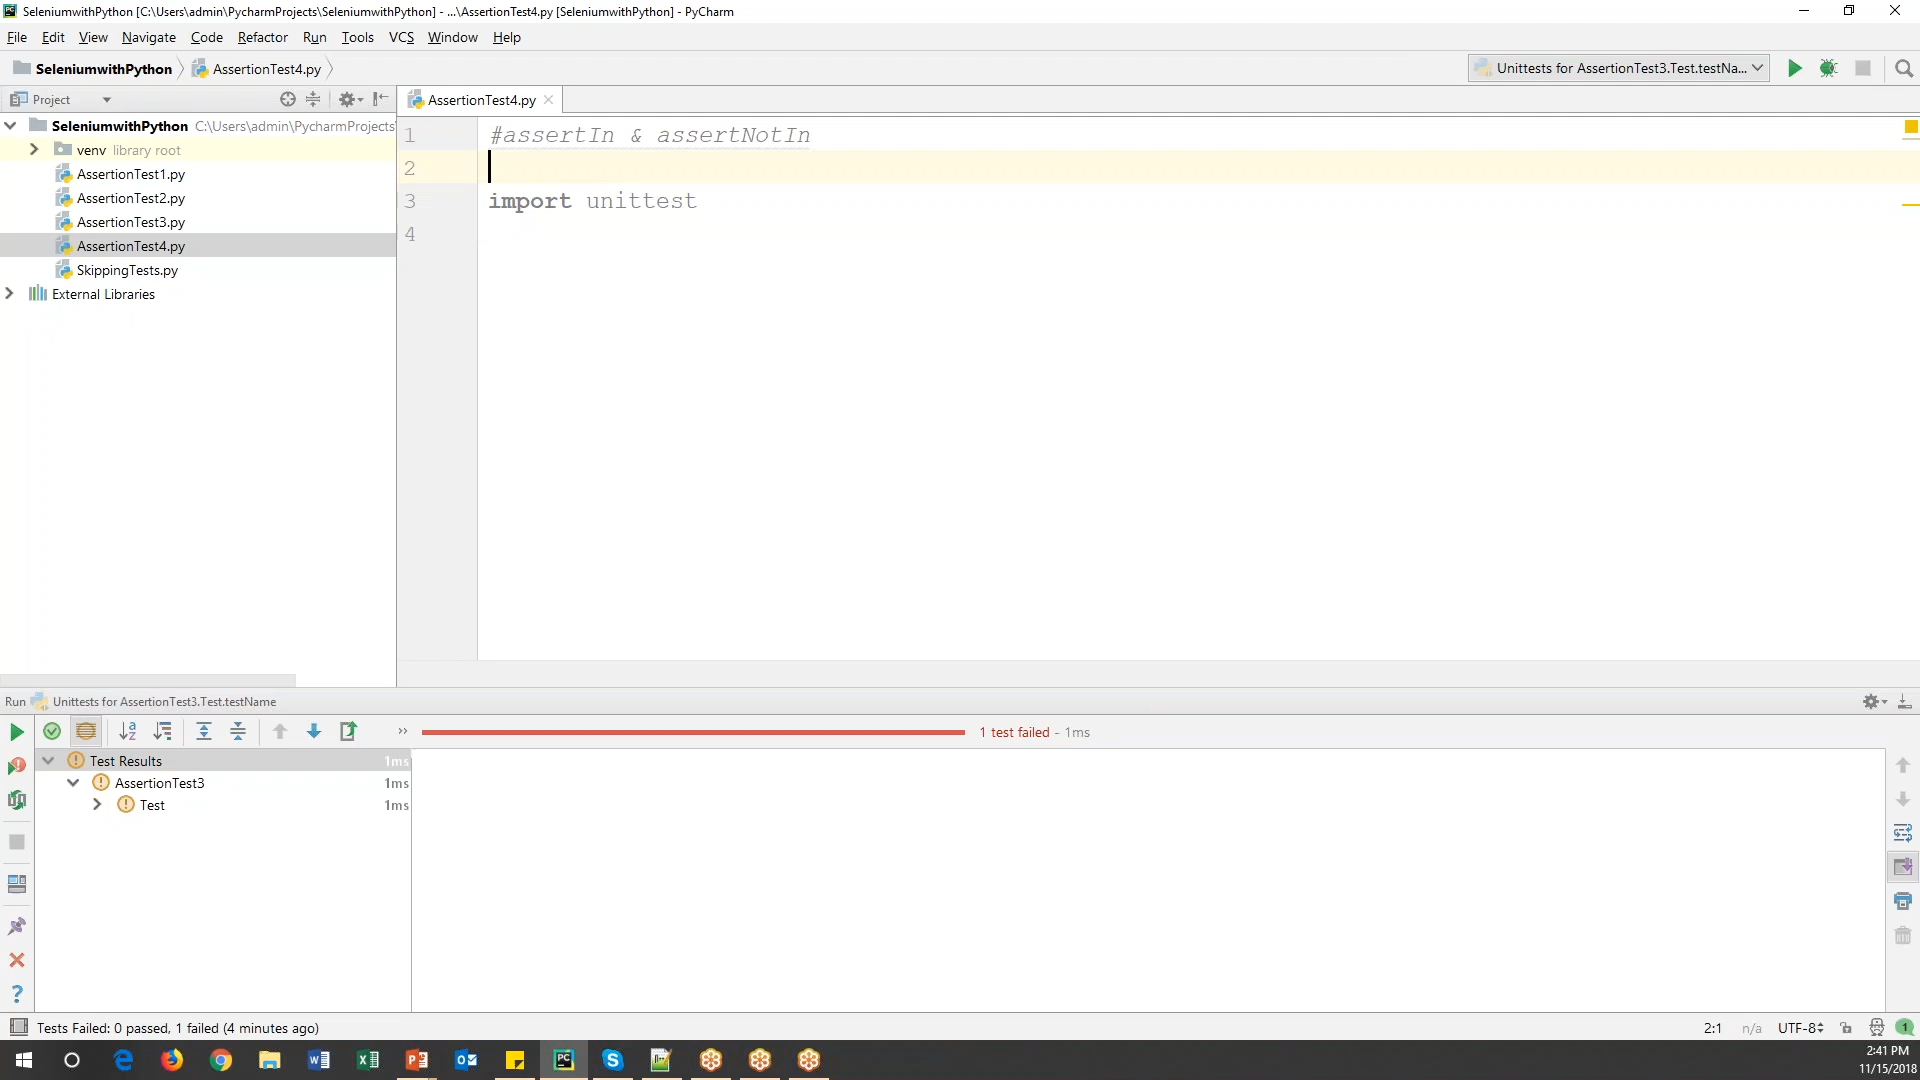 SeleniumwithPython [C:\Users\admin\PycharmProjects\SeleniumwithPython] - ...\AssertionTest4.py [SeleniumwithPython] - PyCharm
File Edit View Navigate Code Refactor Run Tools VCS Window Help
SeleniumwithPython AssertionTest4.py Unittests for AssertionTest3.Test.testNa...
Project AssertionTest4.py
SeleniumwithPython C:\Users\admin\PycharmProjects
venv library root
AssertionTest1.py
AssertionTest2.py
AssertionTest3.py
AssertionTest4.py
SkippingTests.py
External Libraries
1 #assertIn & assertNotIn
2
3 import unittest
4
Run Unittests for AssertionTest3.Test.testName
1 test failed - 1ms
Test Results 1ms
AssertionTest3 1ms
Test 1ms
Tests Failed: 0 passed, 1 failed (4 minutes ago) 2:1 n/a UTF-8 1
2:41 PM
11/15/2018